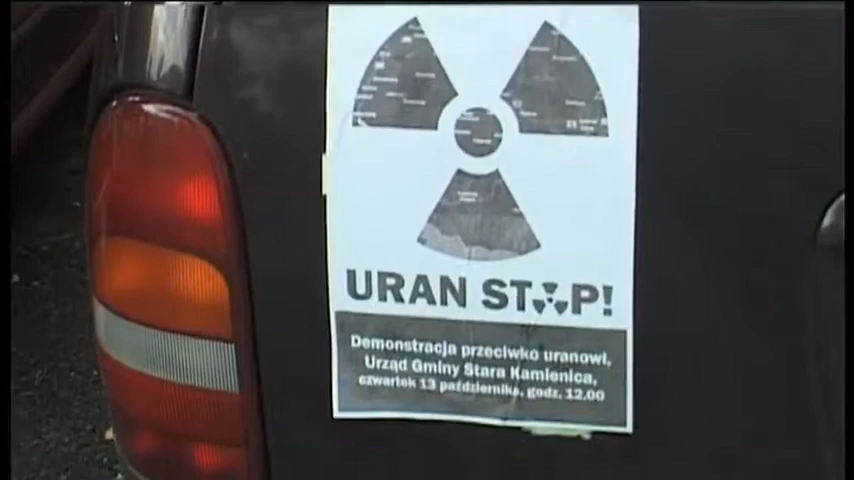 URAN STOP!
Demonstracja przeciwko uranowi,
Urząd Gminy Stara Kamienica,
czwartek 13 października, godz. 12.00